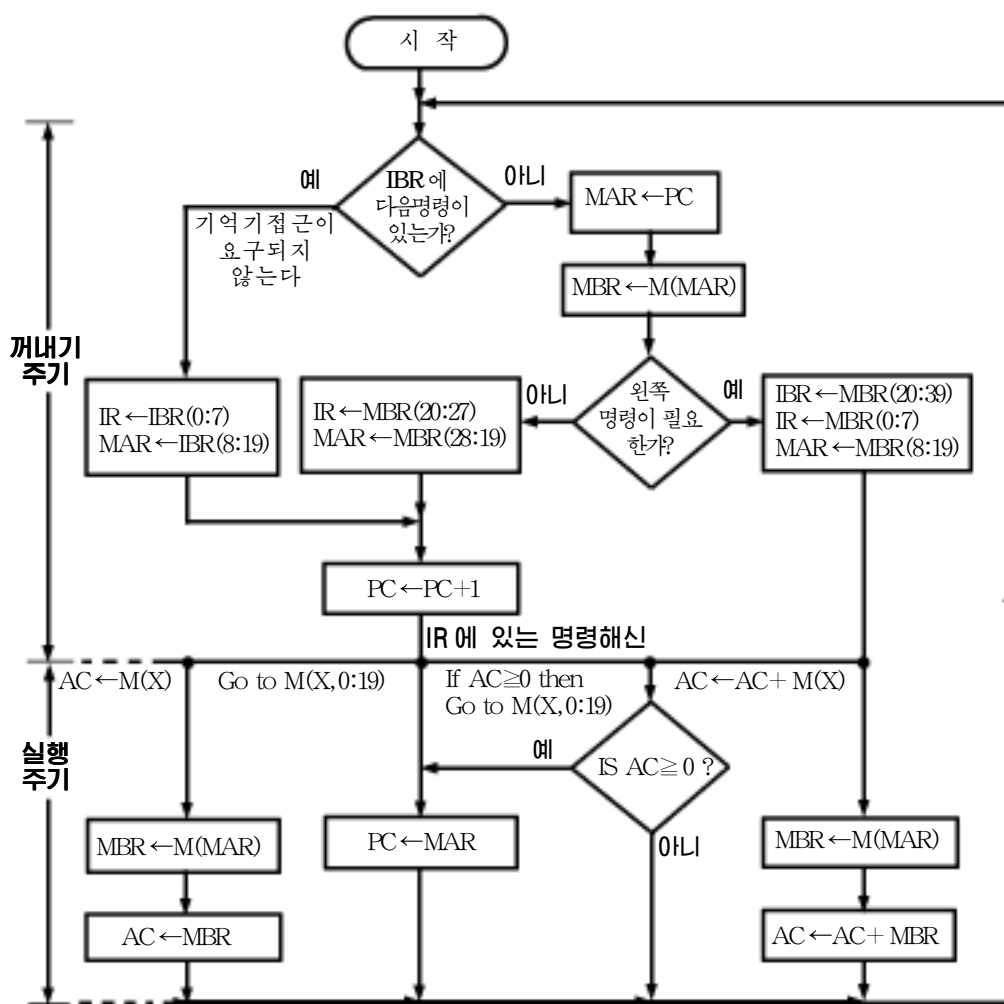 시 작
예
IBR에
다음명령이
있는가?
아니
MAR←PC
기억기접근이
요구되지
않는다
MBR←M(MAR)
꺼내기
주기
IR←IBR(0:7)
MAR←IBR(8:19)
IR←MBR(20:27)
MAR←MBR(28:19)
아니
왼쪽
명령이 필요
한가?
예
IBR←MBR(20:39)
IR←MBR(0:7)
MAR←MBR(8:19)
PC←PC+1
IR에 있는 명령해신
AC←M(X)
Go to M(X,0:19)
If AC≧0 then
Go to M(X,0:19)
AC←AC+M(X)
실행
주기
예
IS AC≧0 ?
아니
MBR←M(MAR)
PC←MAR
MBR←M(MAR)
AC←MBR
AC←AC+MBR